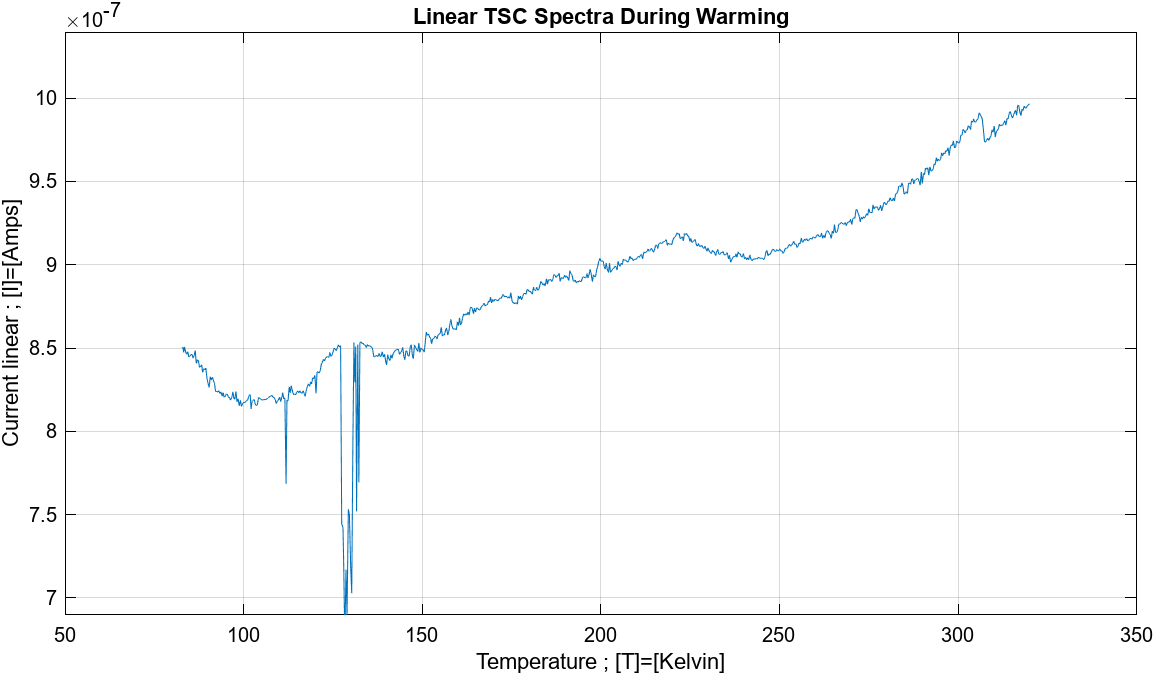 Linear TSC Spectra During Warming
×10-7
10
9.5
9
8.5
8
7.5
7
Current linear ; [I]=[Amps]
50 100 150 200 250 300 350
Temperature ; [T]=[Kelvin]